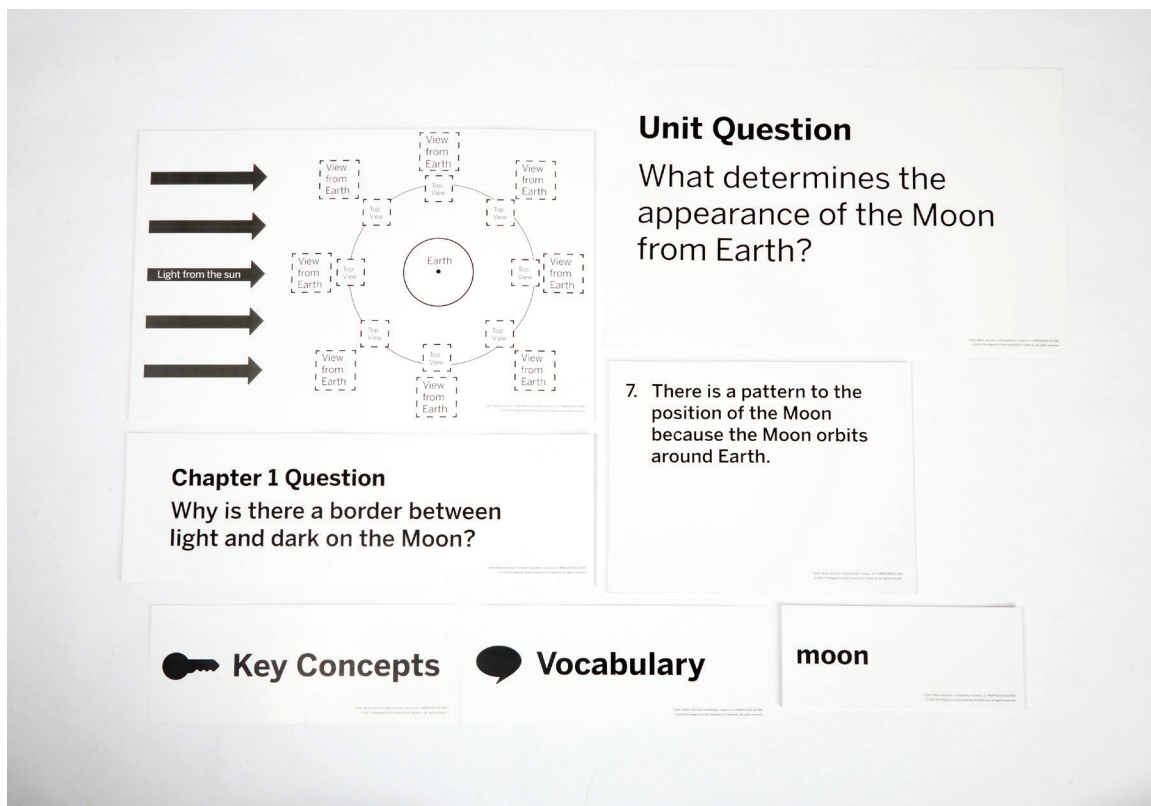 Light from the sun
View
from
Earth
View
from
Earth
View
from
Earth
View
from
Earth
View
from
Earth
View
from
Earth
View
from
Earth
View
from
Earth
Top
View
Top
View
Top
View
Top
View
Top
View
Top
View
Top
View
Top
View
Earth
Unit Question
What determines the
appearance of the Moon
from Earth?
Chapter 1 Question
Why is there a border between
light and dark on the Moon?
7. There is a pattern to the
position of the Moon
because the Moon orbits
around Earth.
Key Concepts
Vocabulary
moon